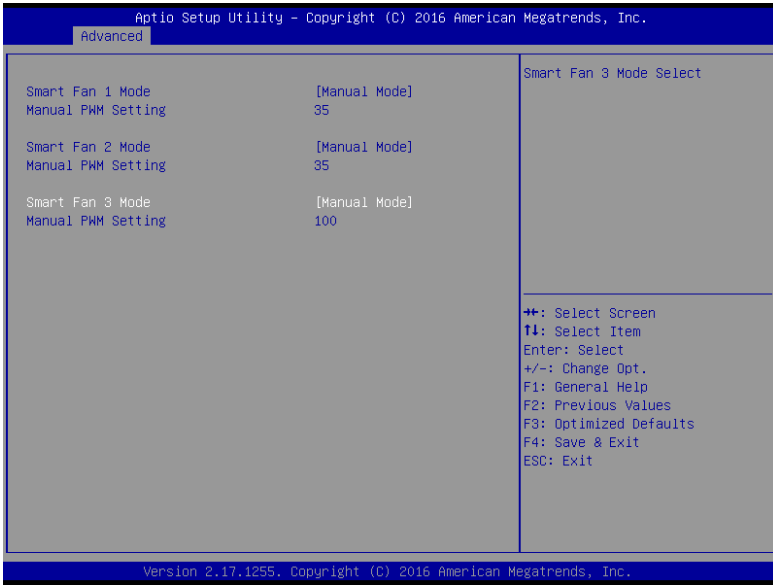 Aptio Setup Utility – Copyright (C) 2016 American Megatrends, Inc.
Advanced
Smart Fan 1 Mode [Manual Mode]
Manual PWM Setting 35
Smart Fan 2 Mode [Manual Mode]
Manual PWM Setting 35
Smart Fan 3 Mode [Manual Mode]
Manual PWM Setting 100
Smart Fan 3 Mode Select
→←: Select Screen
↑↓: Select Item
Enter: Select
+/-: Change Opt.
F1: General Help
F2: Previous Values
F3: Optimized Defaults
F4: Save & Exit
ESC: Exit
Version 2.17.1255. Copyright (C) 2016 American Megatrends, Inc.